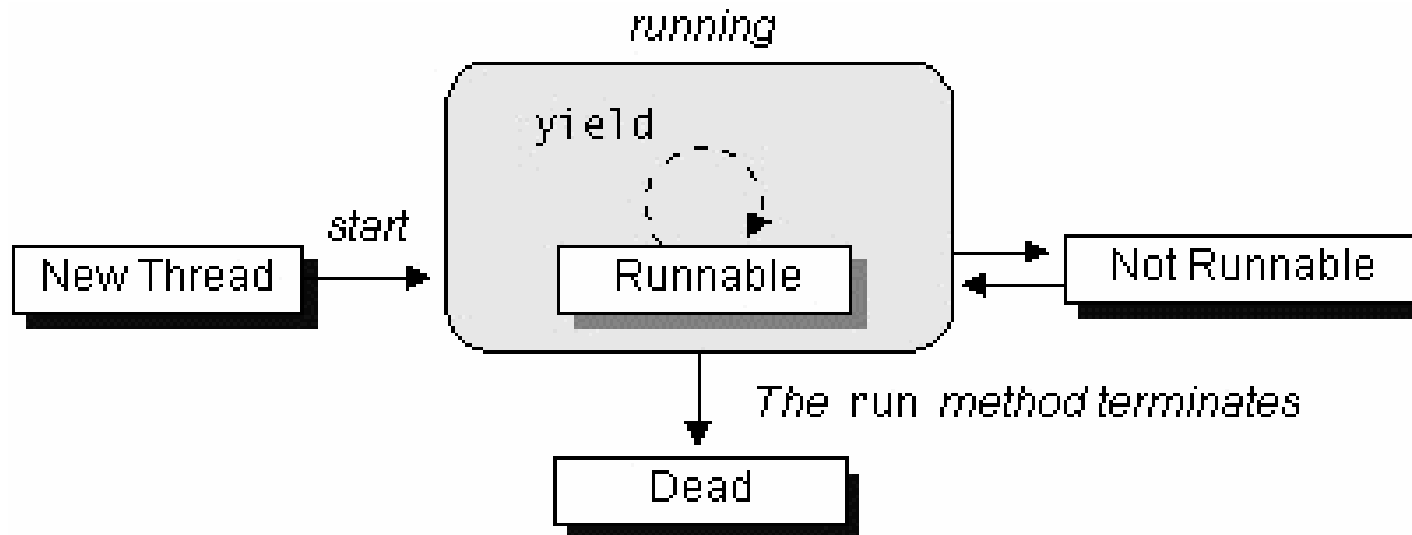 running
yield
start
New Thread
Runnable
Not Runnable
The run method terminates
Dead